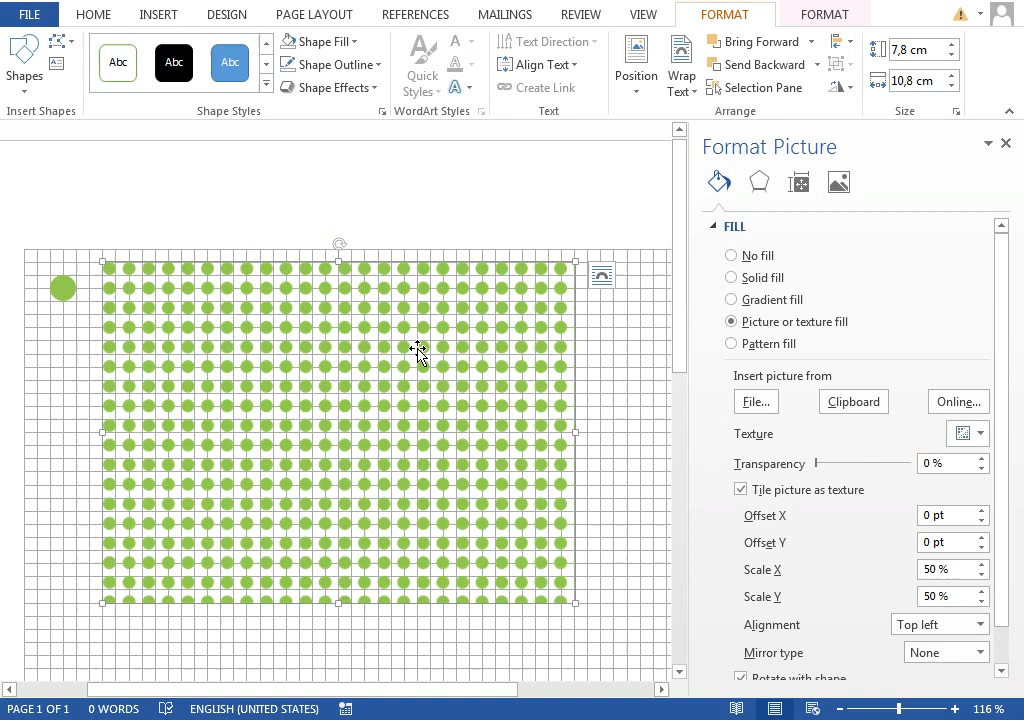 FILE HOME INSERT DESIGN PAGE LAYOUT REFERENCES MAILINGS REVIEW VIEW FORMAT FORMAT
Shapes
Insert Shapes
Abc Abc Abc
Shape Fill
Shape Outline
Shape Effects
Shape Styles
Quick
Styles
A
A
A
WordArt Styles
Text Direction
Align Text
Create Link
Text
Position
Wrap
Text
Bring Forward
Send Backward
Selection Pane
Arrange
7,8 cm
10,8 cm
Size
Format Picture
FILL
No fill
Solid fill
Gradient fill
Picture or texture fill
Pattern fill
Insert picture from
File... Clipboard Online...
Texture
Transparency 0 %
Tile picture as texture
Offset X 0 pt
Offset Y 0 pt
Scale X 50 %
Scale Y 50 %
Alignment Top left
Mirror type None
Rotate with shape
PAGE 1 OF 1 0 WORDS ENGLISH (UNITED STATES) 116 %